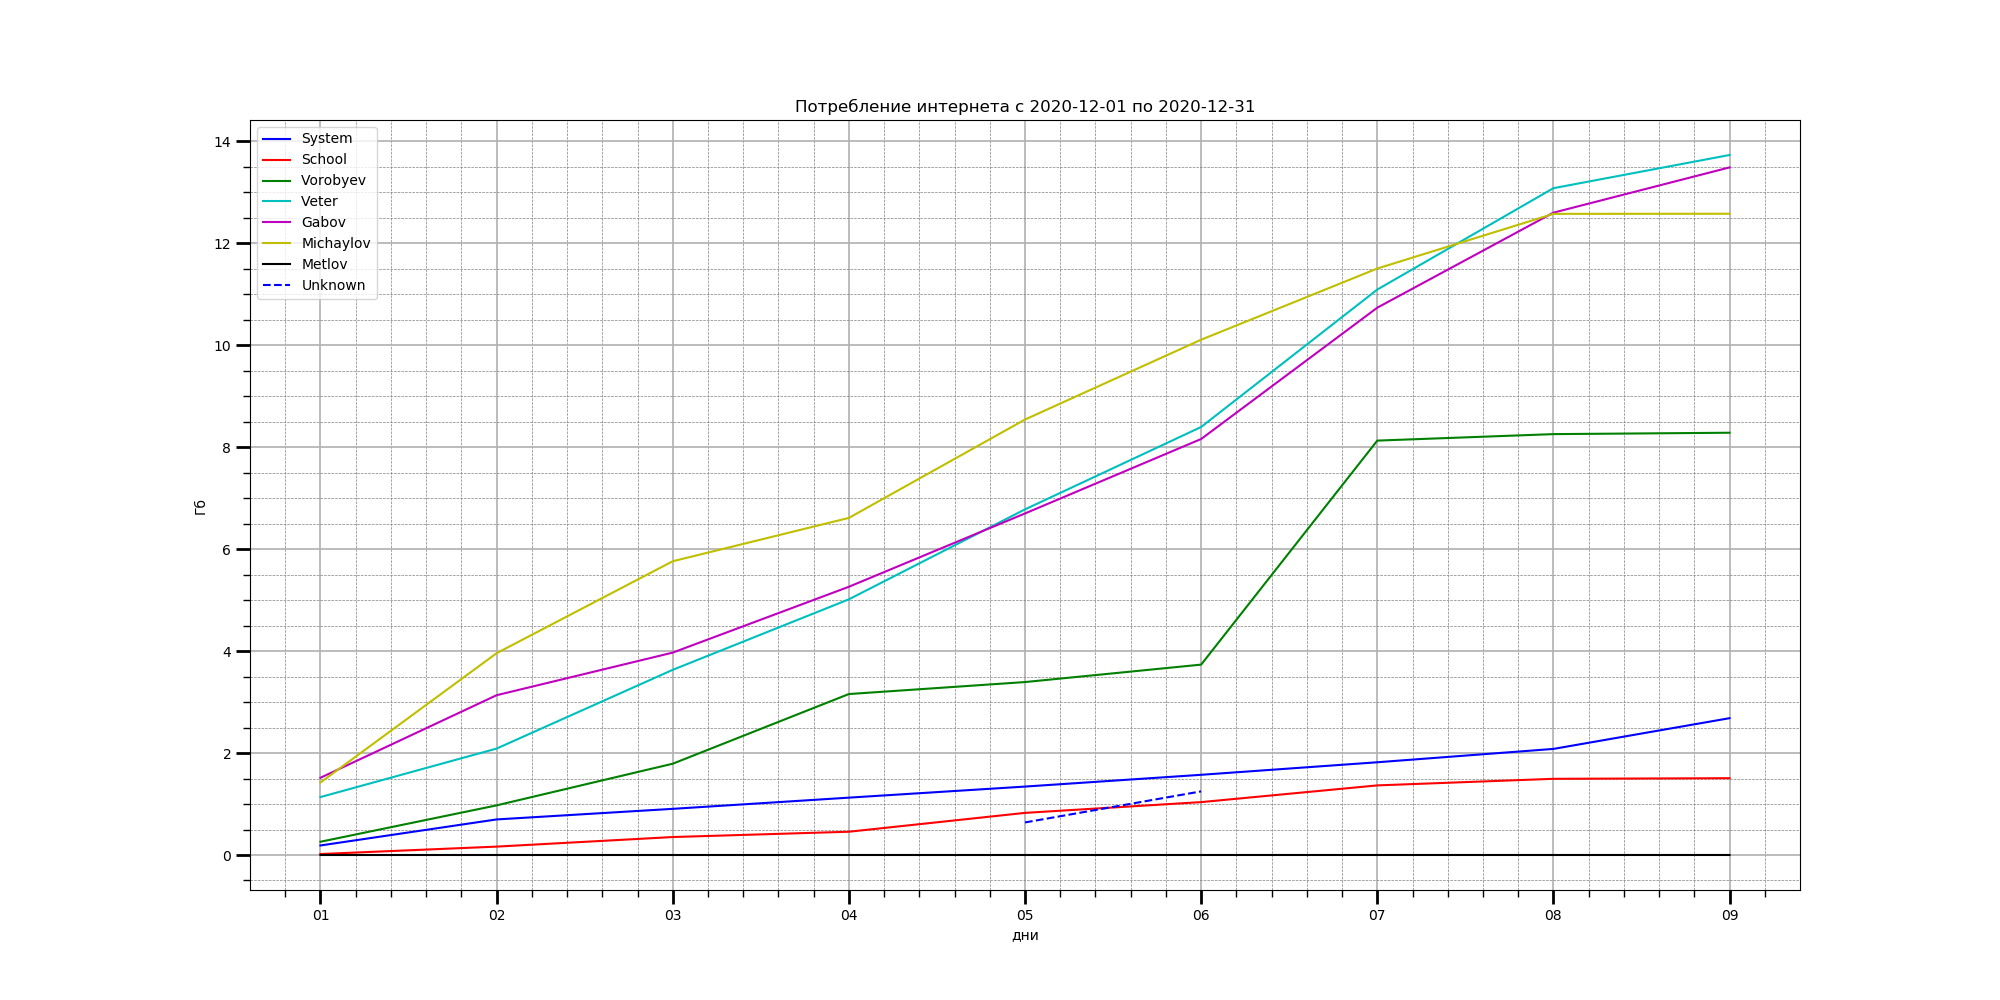 Потребление интернета с 2020-12-01 по 2020-12-31
System
School
Vorobyev
Veter
Gabov
Michaylov
Metlov
Unknown
14
12
10
8
6
4
2
0
Гб
01 02 03 04 05 06 07 08 09
дни